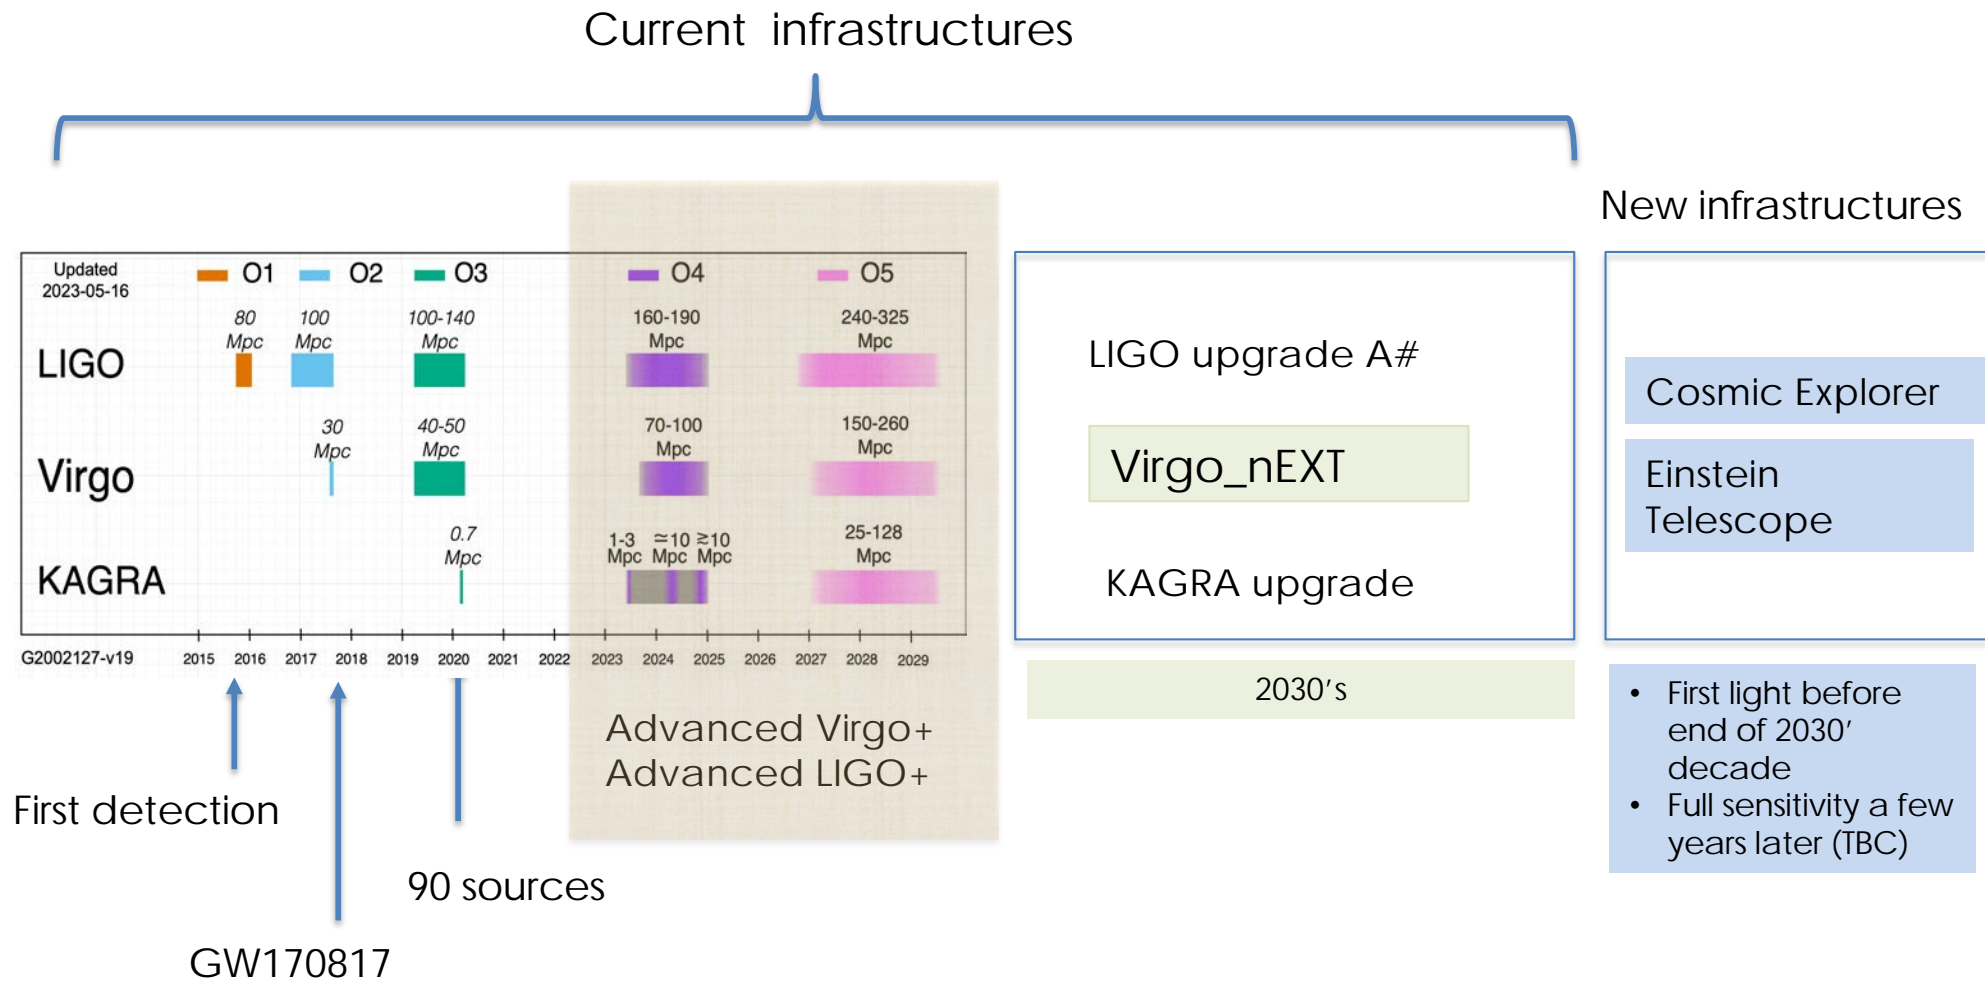 Current infrastructures
New infrastructures
Updated
2023-05-16
O1
O2
O3
O4
O5
80
Mpc
100
Mpc
100-140
Mpc
160-190
Mpc
240-325
Mpc
LIGO
30
Mpc
40-50
Mpc
70-100
Mpc
150-260
Mpc
Virgo
0.7
Mpc
1-3
Mpc
≃10
Mpc
≳10
Mpc
25-128
Mpc
KAGRA
G2002127-v19
2015 2016 2017 2018 2019 2020 2021 2022 2023 2024 2025 2026 2027 2028 2029
LIGO upgrade A#
Virgo_nEXT
KAGRA upgrade
2030's
Cosmic Explorer
Einstein
Telescope
• First light before
end of 2030'
decade
• Full sensitivity a few
years later (TBC)
Advanced Virgo+
Advanced LIGO+
First detection
90 sources
GW170817